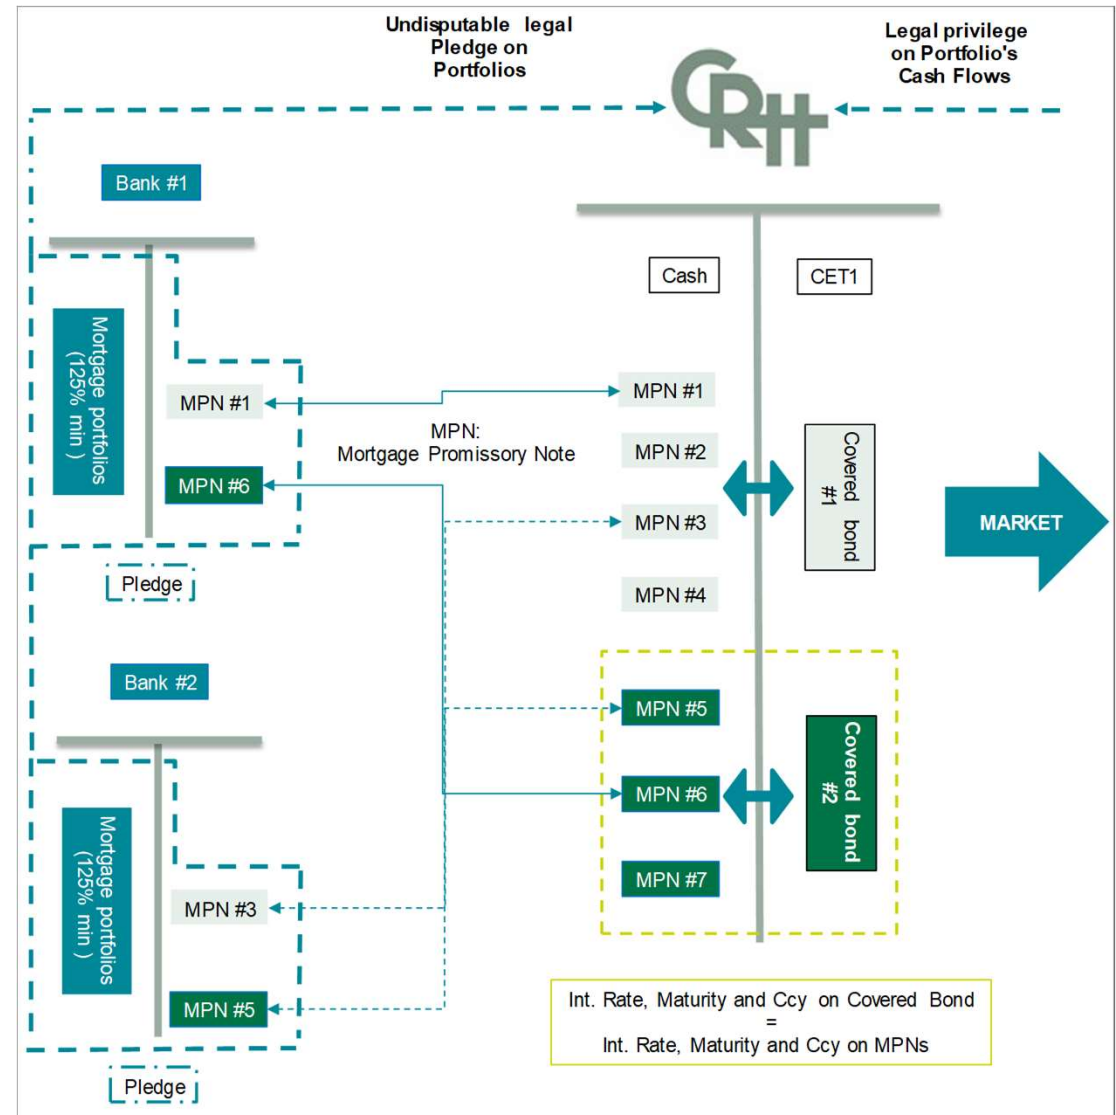 Undisputable legal
Pledge on
Portfolios
CRH
Legal privilege
on Portfolio's
Cash Flows
Bank #1
Mortgage portfolios
(125% min )
MPN #1
MPN #6
Pledge
MPN:
Mortgage Promissory Note
Cash
CET1
MPN #1
MPN #2
MPN #3
MPN #4
Covered bond
#1
MARKET
Bank #2
Mortgage portfolios
(125% min )
MPN #3
MPN #5
Pledge
MPN #5
MPN #6
MPN #7
Covered bond
#2
Int. Rate, Maturity and Ccy on Covered Bond
=
Int. Rate, Maturity and Ccy on MPNs